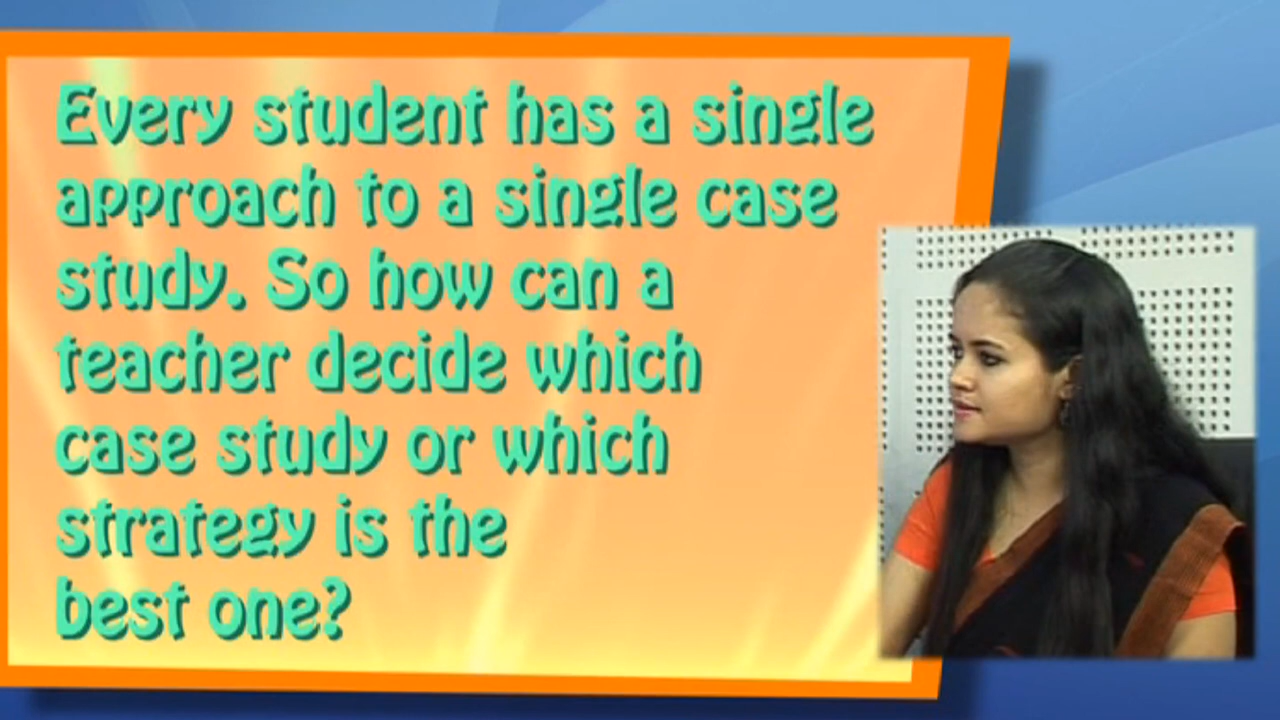 Every student has a single
approach to a single case
study. So how can a
teacher decide which
case study or which
strategy is the
best one?